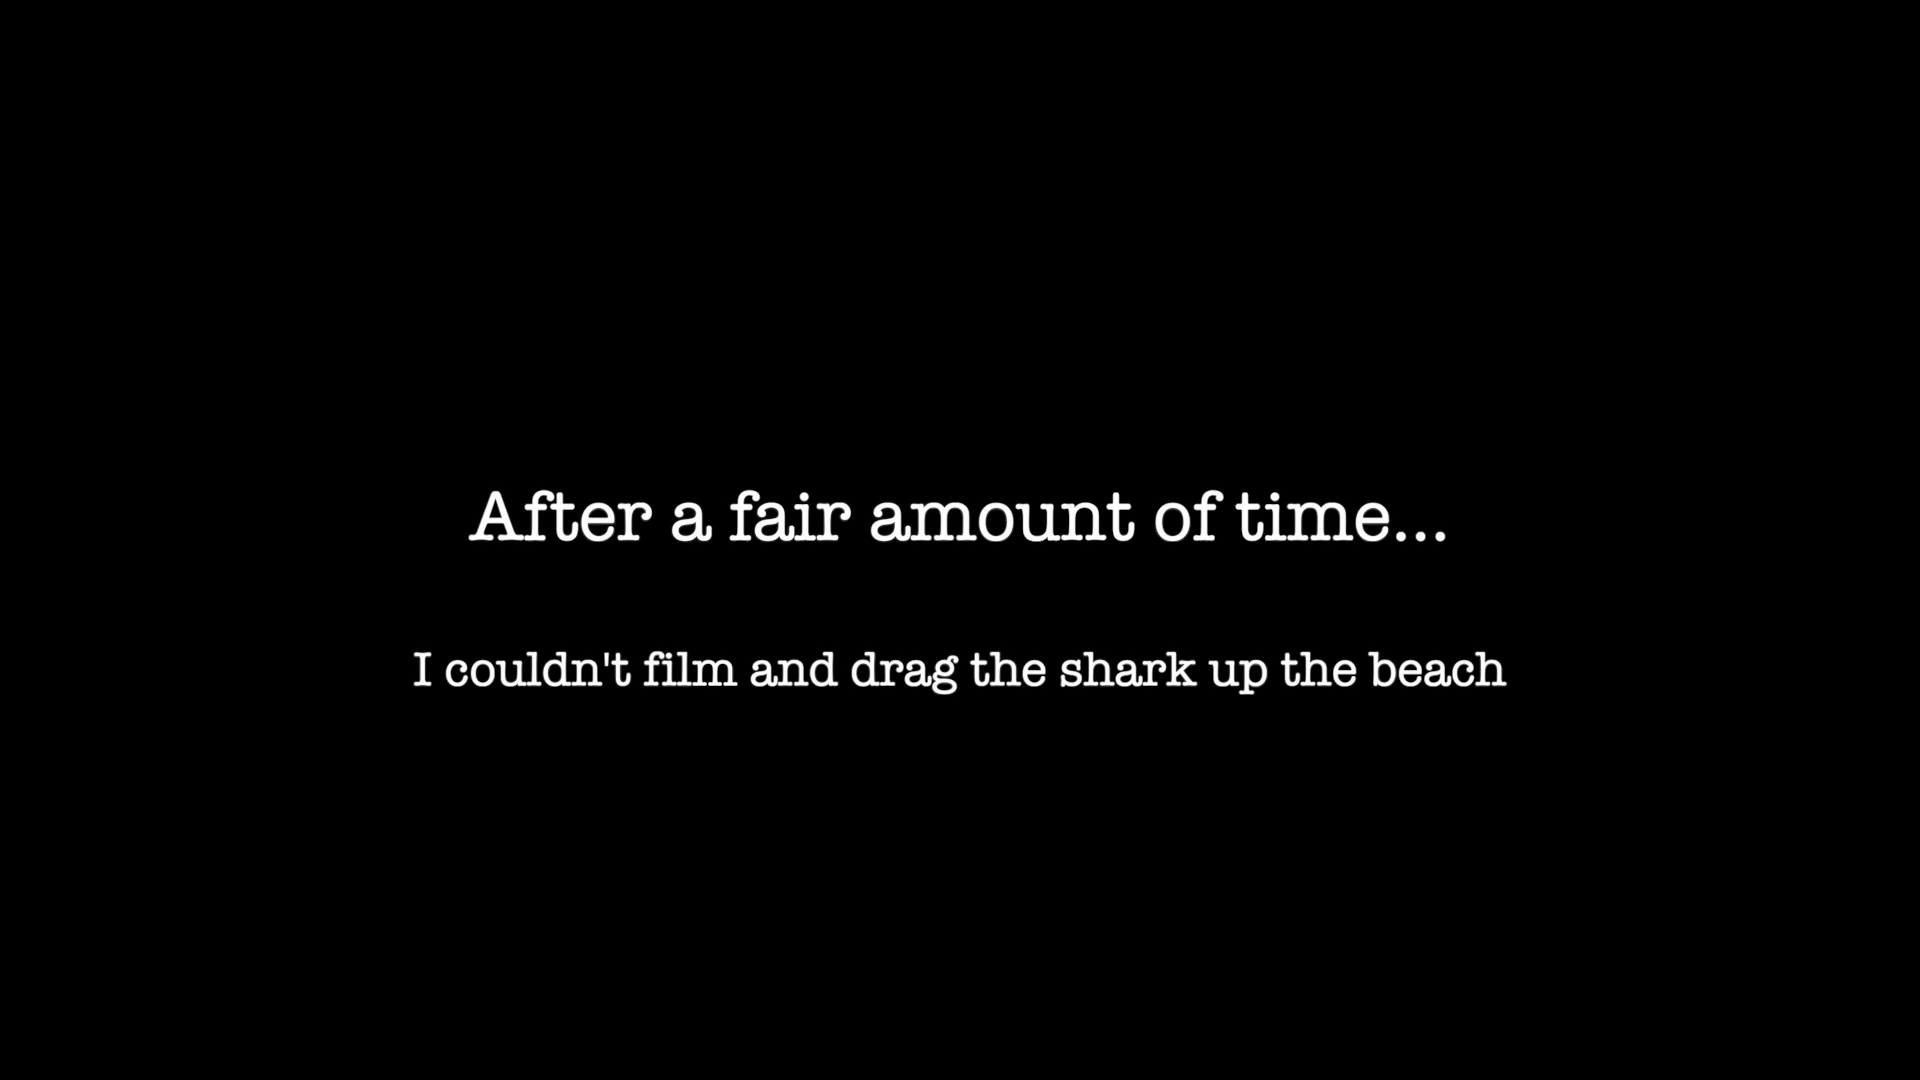 After a fair amount of time...
I couldn't film and drag the shark up the beach